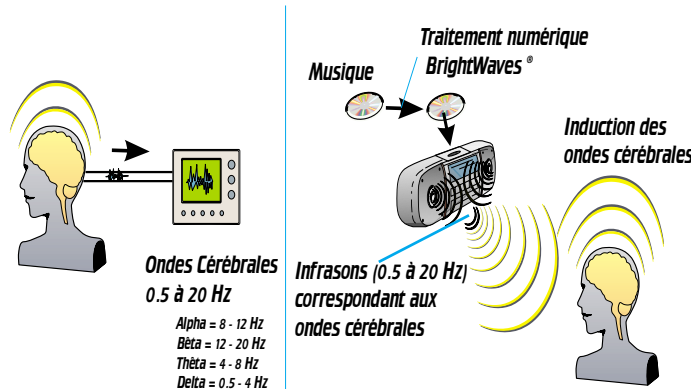 Ondes Cérébrales
0.5 à 20 Hz
Alpha = 8 - 12 Hz
Bèta = 12 - 20 Hz
Thèta = 4 - 8 Hz
Delta = 0.5 - 4 Hz
Traitement numérique
BrightWaves ®
Musique
Induction des
ondes cérébrales
Infrasons (0.5 à 20 Hz)
correspondant aux
ondes cérébrales